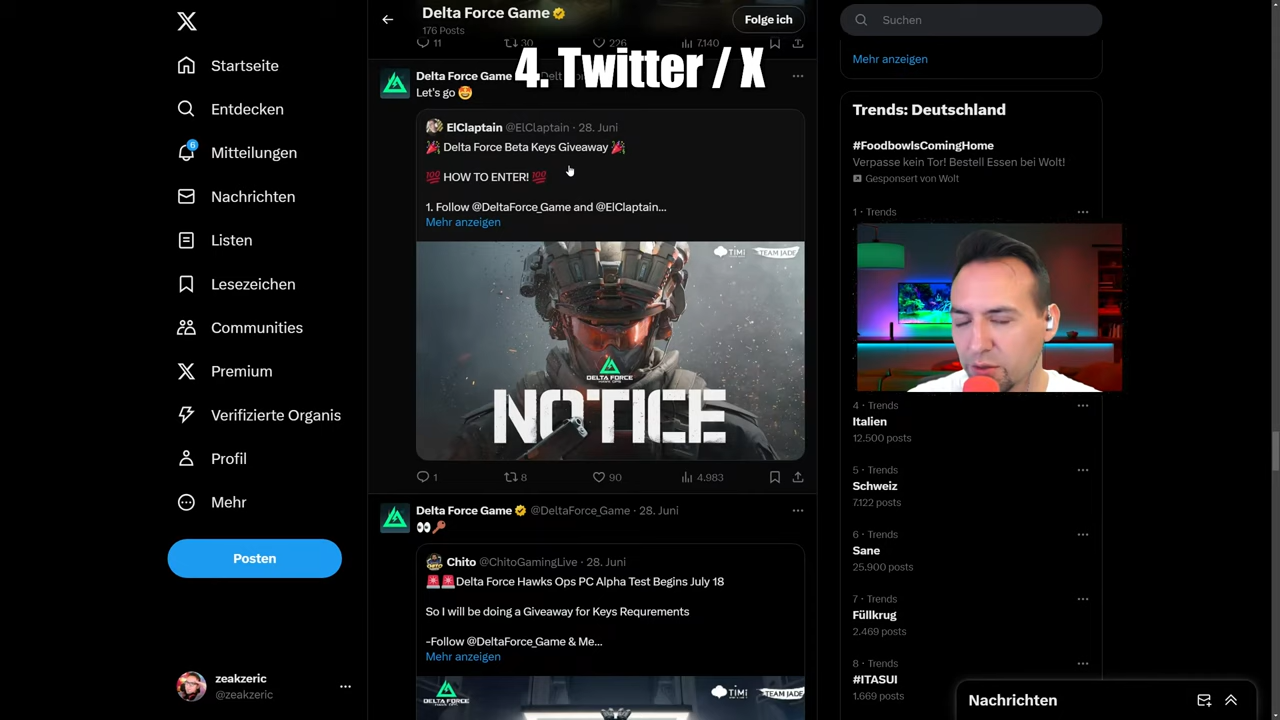 Startseite
Entdecken
6
Mitteilungen
Nachrichten
Listen
Lesezeichen
Communities
Premium
Verifizierte Organis
Profil
Mehr
Posten
zeakzeric
@zeakzeric
Delta Force Game
176 Posts
Folge ich
11
30
226
7.140
4. Twitter / X
Delta Force Game
Let's go 🤩
ElClaptain @ElClaptain · 28. Juni
🎉 Delta Force Beta Keys Giveaway 🎉
💯 HOW TO ENTER! 💯
1. Follow @DeltaForce_Game and @ElClaptain...
Mehr anzeigen
TiMi
TEAM JADE
DELTA FORCE
HAWK OPS
NOTICE
1
8
90
4.983
Delta Force Game @DeltaForce_Game · 28. Juni
👀🔑
Chito @ChitoGamingLive · 28. Juni
🚨🚨Delta Force Hawks Ops PC Alpha Test Begins July 18
So I will be doing a Giveaway for Keys Requrements
-Follow @DeltaForce_Game & Me...
Mehr anzeigen
DELTA FORCE
TiMi
TEAM JADE
Suchen
Mehr anzeigen
Trends: Deutschland
#FoodbowlsComingHome
Verpasse kein Tor! Bestell Essen bei Wolt!
Gesponsert von Wolt
1 · Trends
4 · Trends
Italien
12.500 posts
5 · Trends
Schweiz
7.122 posts
6 · Trends
Sane
25.900 posts
7 · Trends
Füllkrug
2.469 posts
8 · Trends
#ITASUI
1.669 posts
Nachrichten